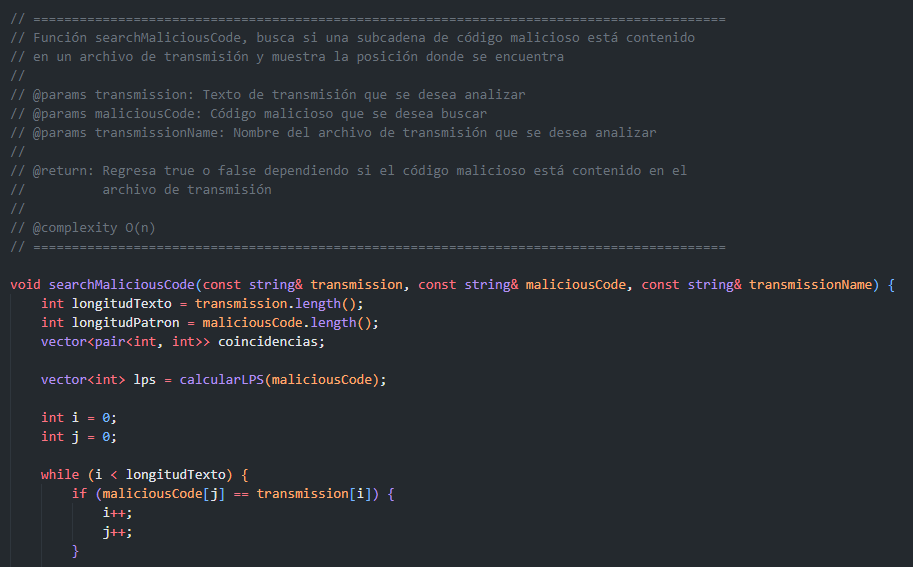 // ==========================================================================================
// Función searchMaliciousCode, busca si una subcadena de código malicioso está contenido
// en un archivo de transmisión y muestra la posición donde se encuentra
//
// @params transmission: Texto de transmisión que se desea analizar
// @params maliciousCode: Código malicioso que se desea buscar
// @params transmissionName: Nombre del archivo de transmisión que se desea analizar
//
// @return: Regresa true o false dependiendo si el código malicioso está contenido en el
//          archivo de transmisión
//
// @complexity O(n)
// ==========================================================================================
void searchMaliciousCode(const string& transmission, const string& maliciousCode, const string& transmissionName) {
    int longitudTexto = transmission.length();
    int longitudPatron = maliciousCode.length();
    vector<pair<int, int>> coincidencias;
    vector<int> lps = calcularLPS(maliciousCode);
    int i = 0;
    int j = 0;
    while (i < longitudTexto) {
        if (maliciousCode[j] == transmission[i]) {
            i++;
            j++;
        }